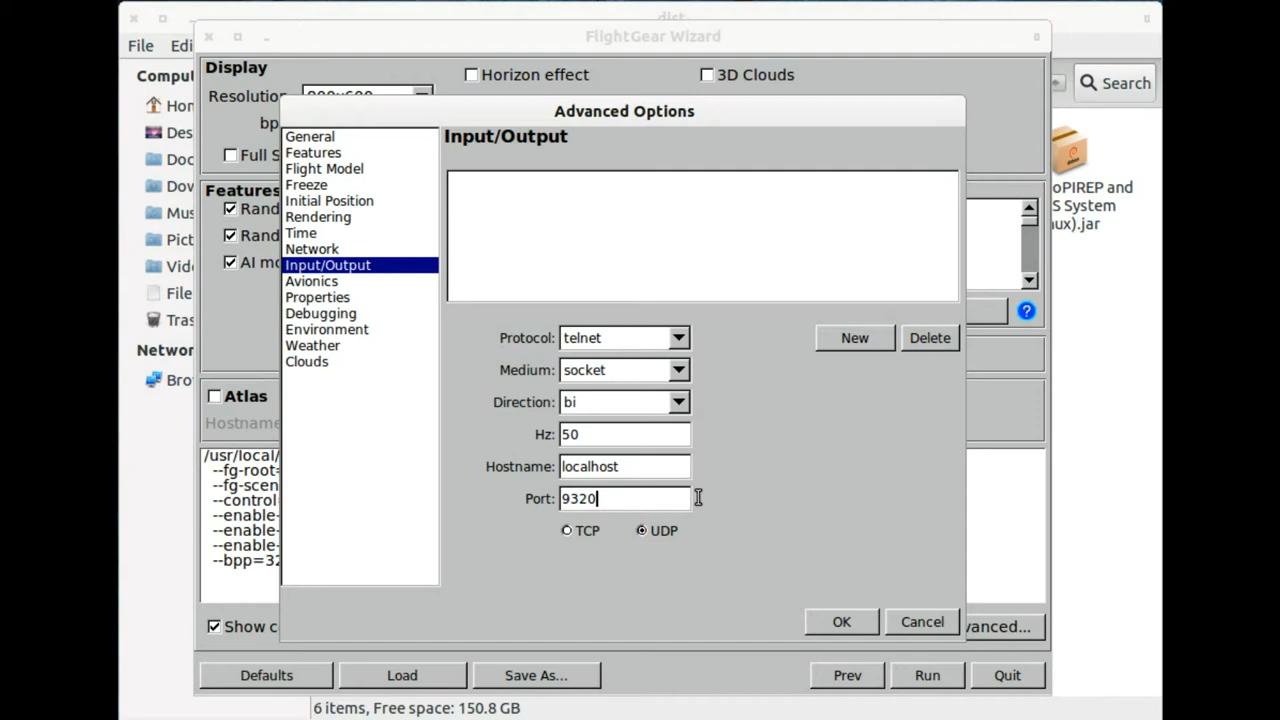 dist
File Edi
FlightGear Wizard
Search
Comput
Hon
Des
Doc
Dov
Mus
Pict
Vide
File
Tras
Network
Bro
Display
Resolution
800x600
bp
Full S
Horizon effect
3D Clouds
Features
Rand
Rand
AI mo
Atlas
Hostname
/usr/local/
--fg-root=
--fg-scen
--control=
--enable-
--enable-
--enable-
--bpp=32
Show c
vanced...
Advanced Options
General
Features
Flight Model
Freeze
Initial Position
Rendering
Time
Network
Input/Output
Avionics
Properties
Debugging
Environment
Weather
Clouds
Input/Output
Protocol: telnet
New Delete
Medium: socket
Direction: bi
Hz: 50
Hostname: localhost
Port: 9320
TCP UDP
OK Cancel
Defaults Load Save As... Prev Run Quit
oPIREP and
S System
ux).jar
6 items, Free space: 150.8 GB